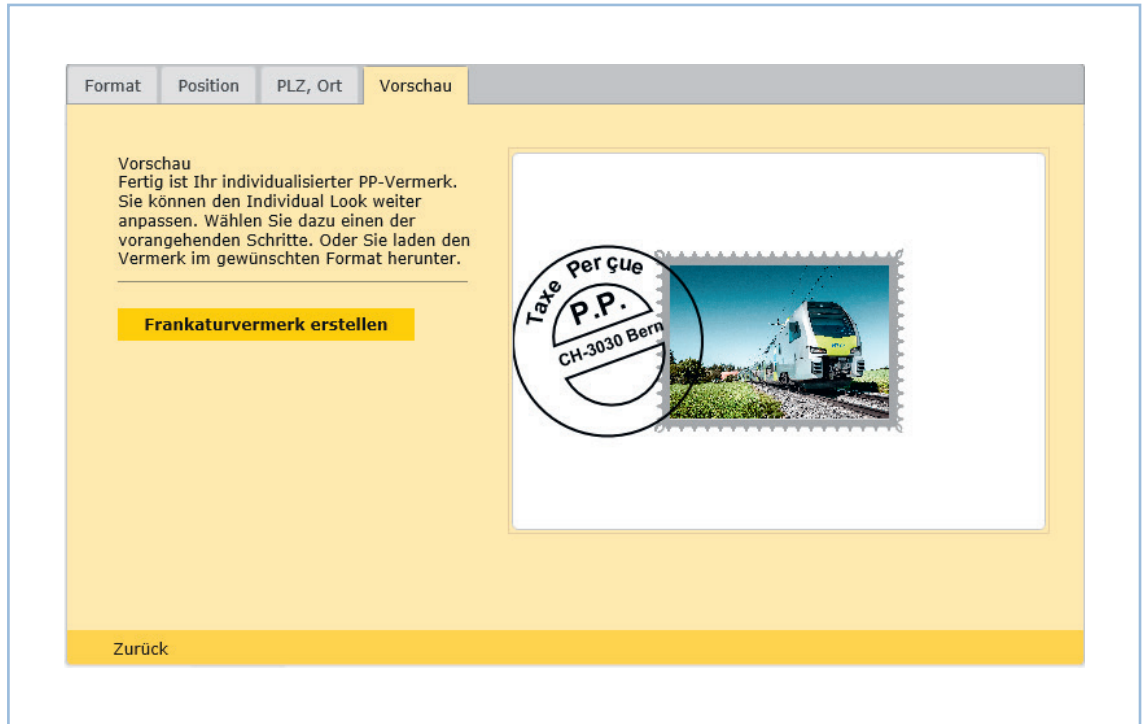 Format
Position
PLZ, Ort
Vorschau
Vorschau
Fertig ist Ihr individualisierter PP-Vermerk.
Sie können den Individual Look weiter
anpassen. Wählen Sie dazu einen der
vorangehenden Schritte. Oder Sie laden den
Vermerk im gewünschten Format herunter.
Frankaturvermerk erstellen
Taxe Perçue
P.P.
CH-3030 Bern
Zurück